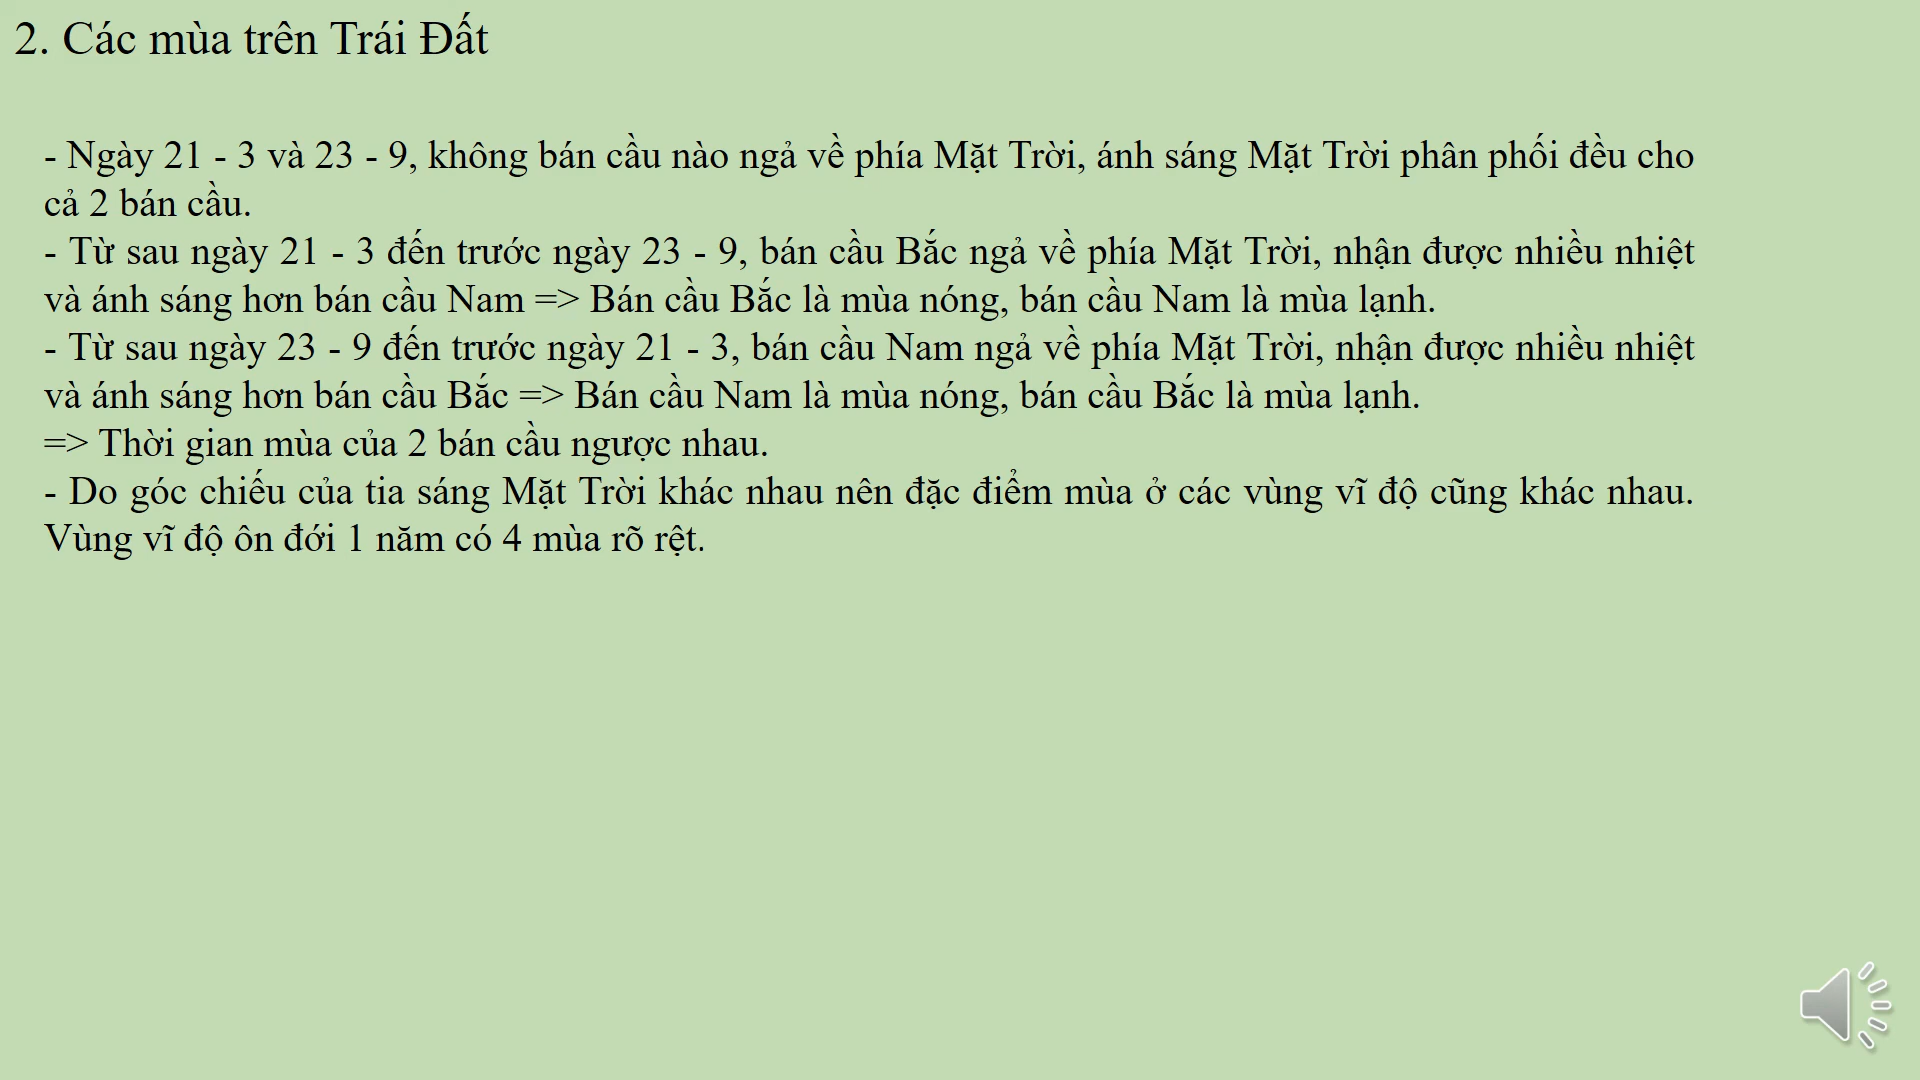 2. Các mùa trên Trái Đất
- Ngày 21 - 3 và 23 - 9, không bán cầu nào ngả về phía Mặt Trời, ánh sáng Mặt Trời phân phối đều cho
cả 2 bán cầu.
- Từ sau ngày 21 - 3 đến trước ngày 23 - 9, bán cầu Bắc ngả về phía Mặt Trời, nhận được nhiều nhiệt
và ánh sáng hơn bán cầu Nam => Bán cầu Bắc là mùa nóng, bán cầu Nam là mùa lạnh.
- Từ sau ngày 23 - 9 đến trước ngày 21 - 3, bán cầu Nam ngả về phía Mặt Trời, nhận được nhiều nhiệt
và ánh sáng hơn bán cầu Bắc => Bán cầu Nam là mùa nóng, bán cầu Bắc là mùa lạnh.
=> Thời gian mùa của 2 bán cầu ngược nhau.
- Do góc chiếu của tia sáng Mặt Trời khác nhau nên đặc điểm mùa ở các vùng vĩ độ cũng khác nhau.
Vùng vĩ độ ôn đới 1 năm có 4 mùa rõ rệt.